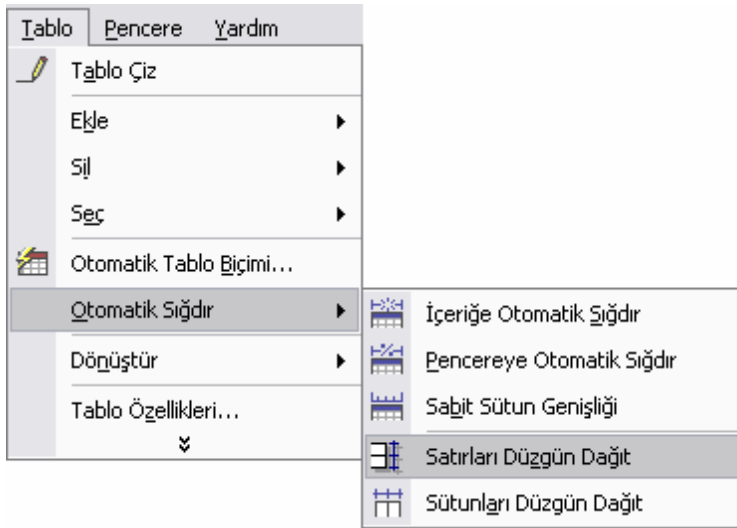 Tablo Pencere Yardım
Tablo Çiz
Ekle
Sil
Seç
Otomatik Tablo Biçimi...
Otomatik Sığdır
Dönüştür
Tablo Özellikleri...
İçeriğe Otomatik Sığdır
Pencereye Otomatik Sığdır
Sabit Sütun Genişliği
Satırları Düzgün Dağıt
Sütunları Düzgün Dağıt